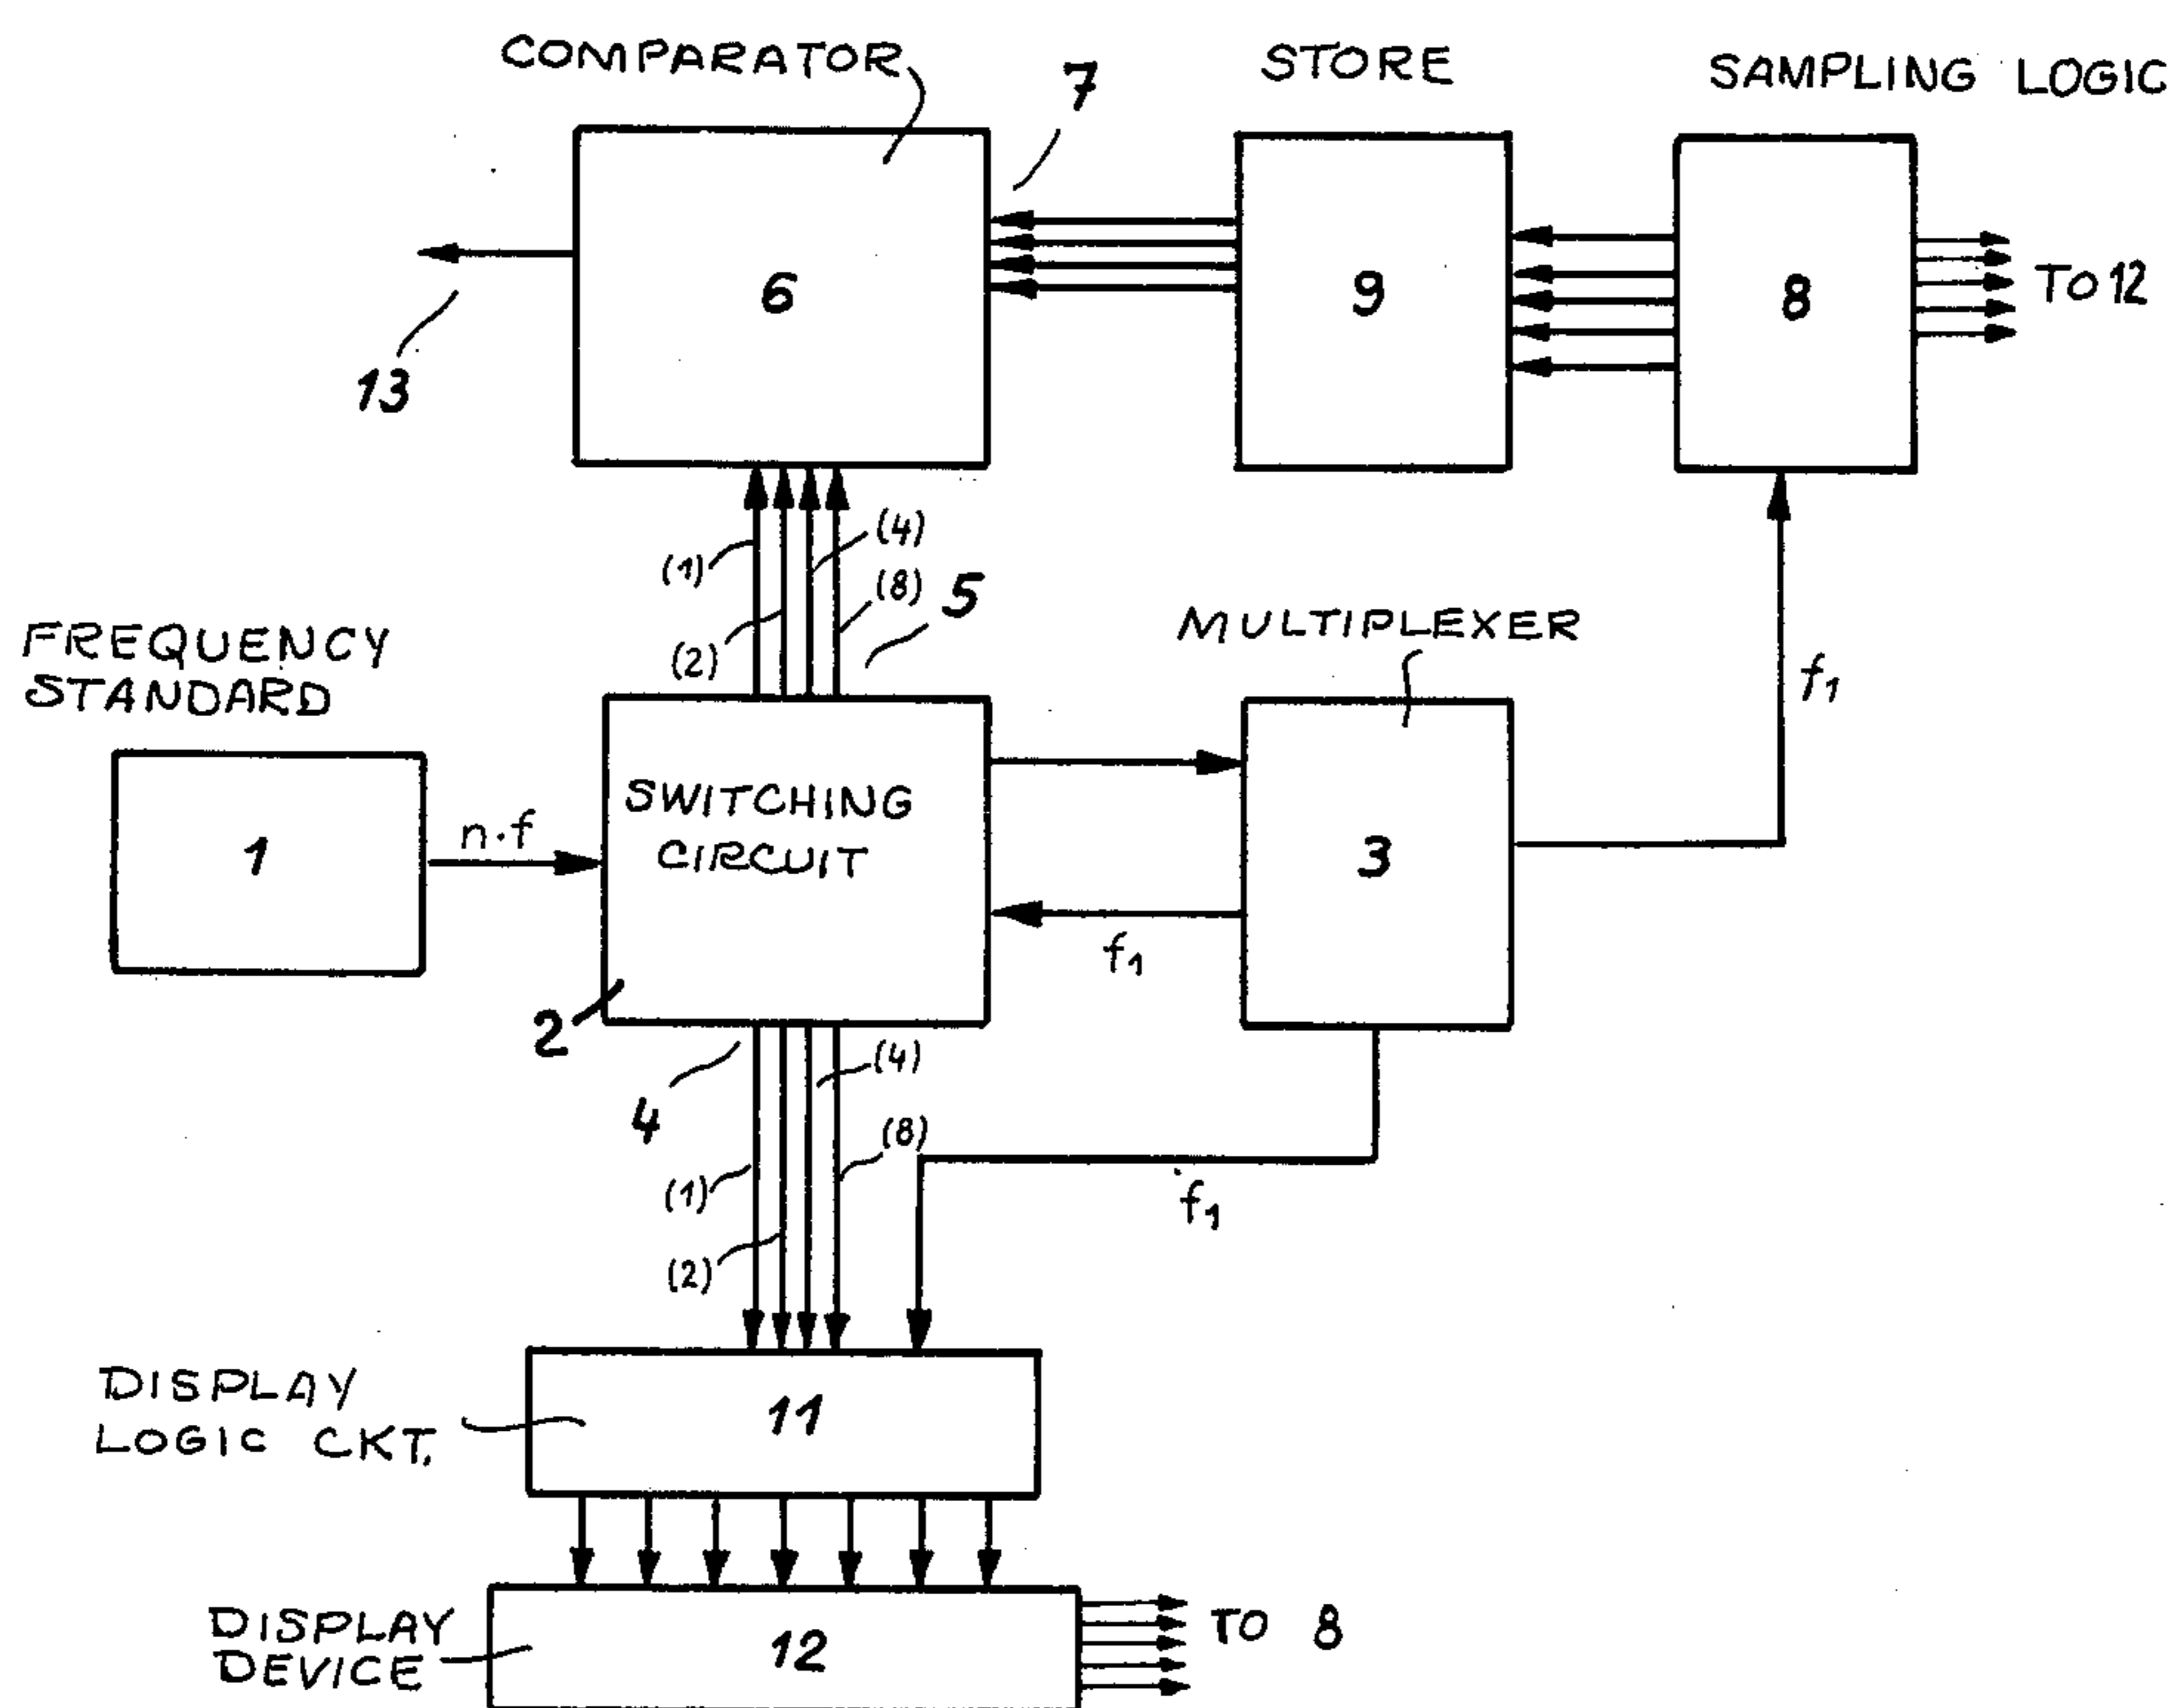 COMPARATOR
7
STORE
SAMPLING LOGIC
6
9
8
TO 12
13
(1)
(4)
(8)
5
(2)
MULTIPLEXER
f1
FREQUENCY
STANDARD
SWITCHING
CIRCUIT
1
n·f
3
f1
2
4
(4)
(8)
(1)
f1
(2)
DISPLAY
LOGIC CKT.
11
DISPLAY
DEVICE
12
TO 8